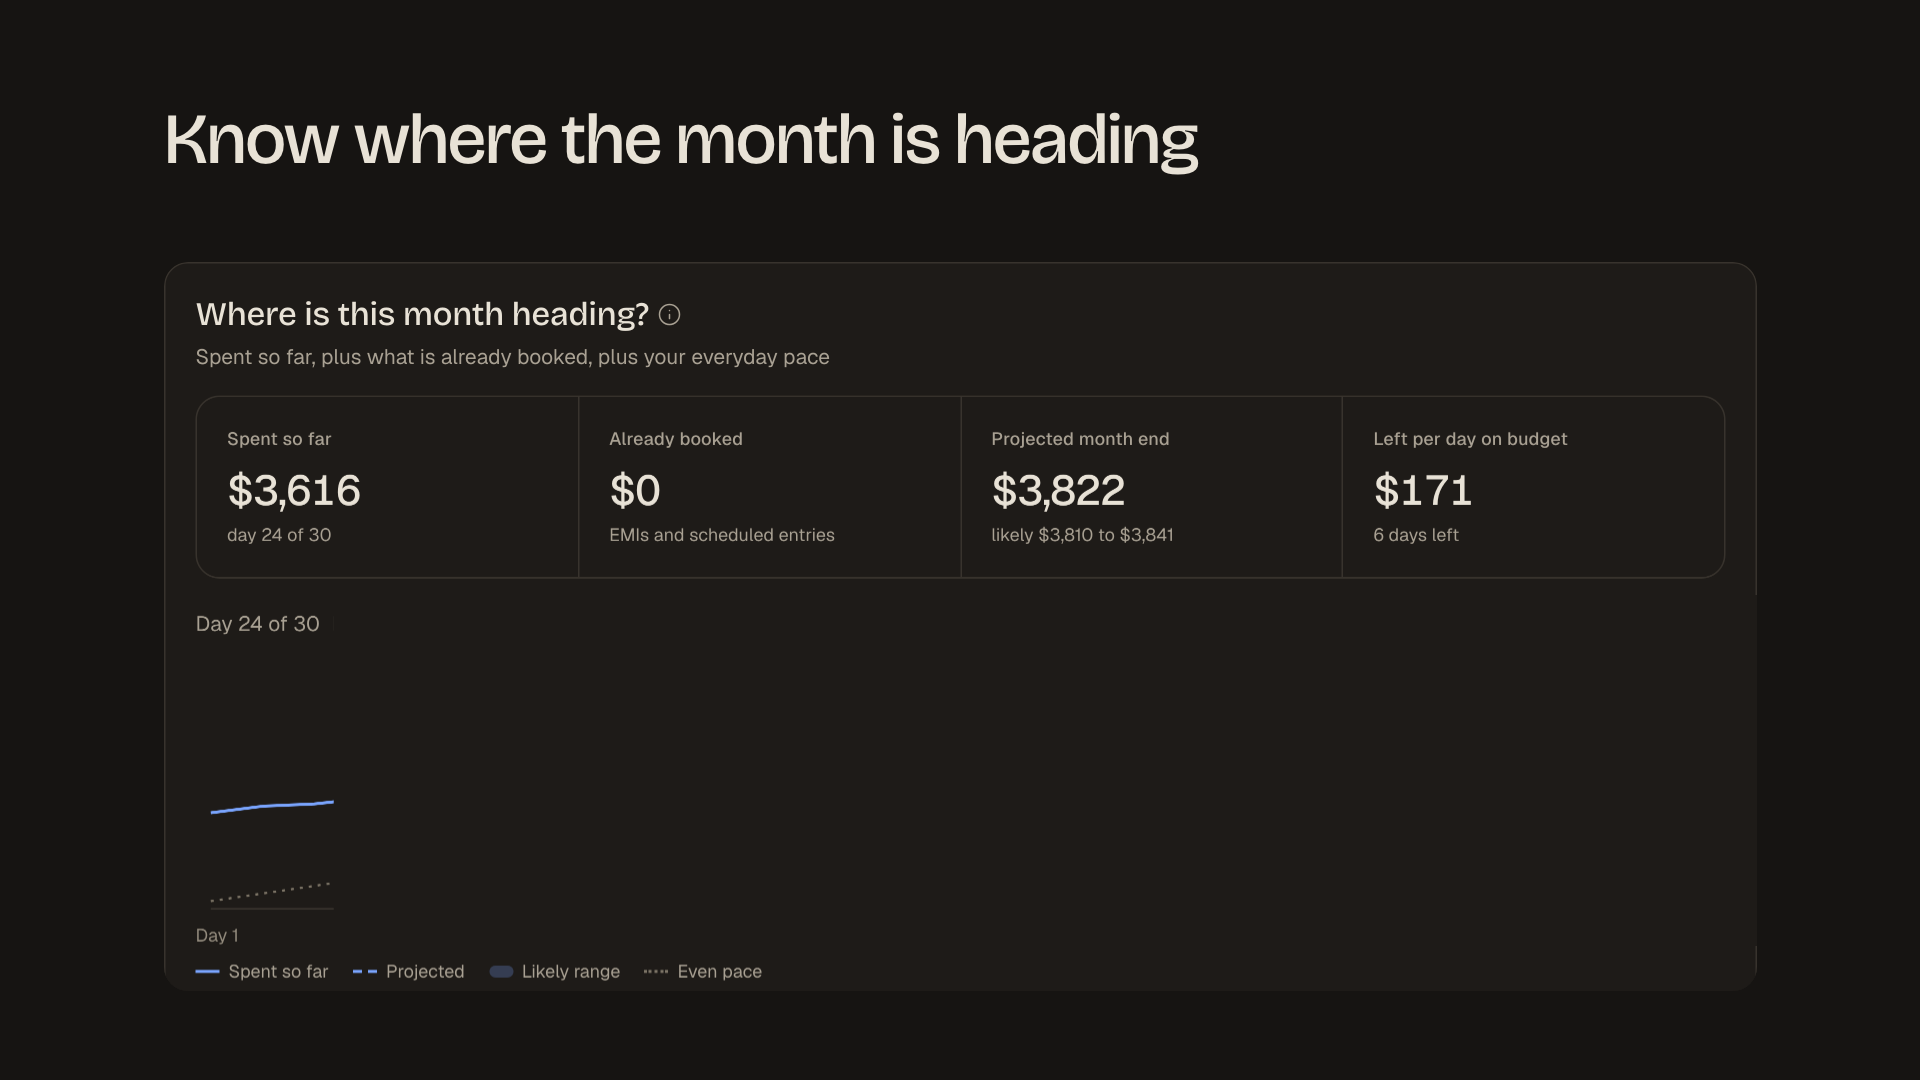 Know where the month is heading
Where is this month heading?
Spent so far, plus what is already booked, plus your everyday pace
Spent so far
$3,616
day 24 of 30
Already booked
$0
EMIs and scheduled entries
Projected month end
$3,822
likely $3,810 to $3,841
Left per day on budget
$171
6 days left
Day 24 of 30
Day 1
Spent so far Projected Likely range Even pace